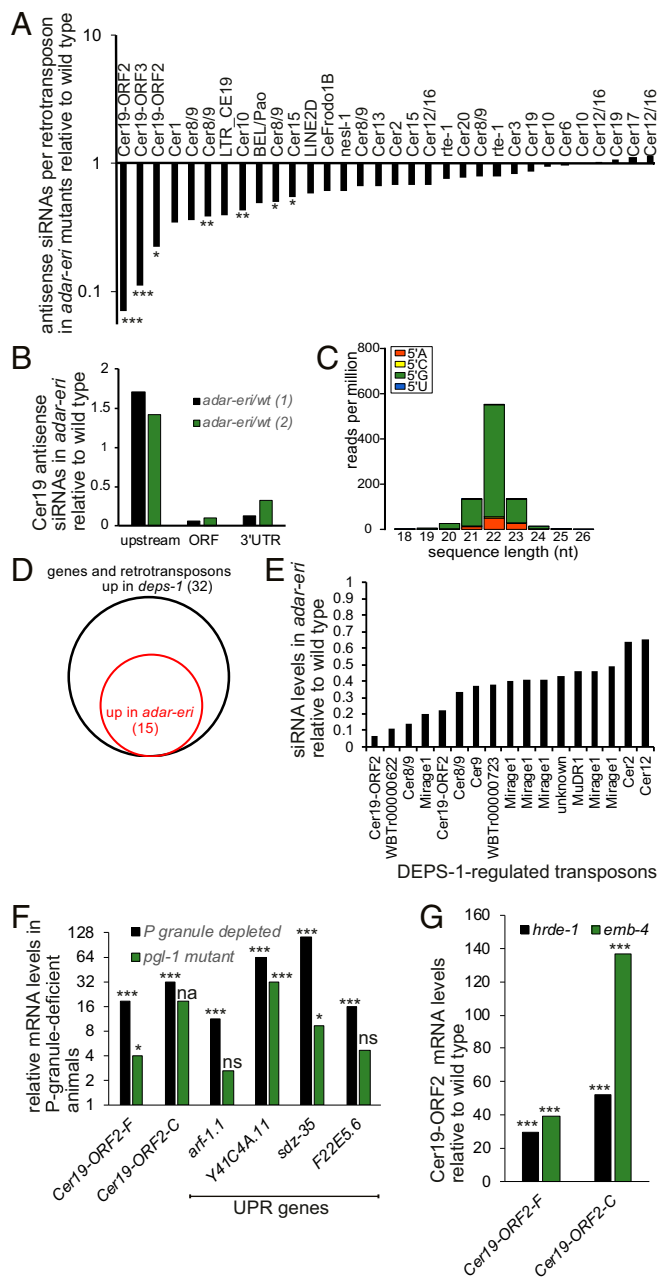 A
antisense siRNAs per retrotransposon
in adar-eri mutants relative to wild type
10
1
0.1
Cer19-ORF2
Cer19-ORF3
Cer19-ORF2
Cer1
Cer8/9
Cer8/9
LTR_CE19
Cer10
BEL/Pao
Cer8/9
Cer15
LINE2D
CeFrodo1B
nesl-1
Cer8/9
Cer13
Cer2
Cer15
Cer12/16
rte-1
Cer20
Cer8/9
rte-1
Cer3
Cer19
Cer10
Cer6
Cer10
Cer12/16
Cer19
Cer17
Cer12/16
***
***
*
**
**
*
*
B
Cer19 antisense
siRNAs in adar-eri
relative to wild type
2
1.5
1
0.5
0
adar-eri/wt (1)
adar-eri/wt (2)
upstream ORF 3'UTR
C
reads per million
800
600
400
200
0
5'A
5'C
5'G
5'U
18 19 20 21 22 23 24 25 26
sequence length (nt)
D
genes and retrotransposons
up in deps-1 (32)
up in adar-eri
(15)
E
siRNA levels in adar-eri
relative to wild type
1
0.9
0.8
0.7
0.6
0.5
0.4
0.3
0.2
0.1
0
Cer19-ORF2
WBTr00000622
Cer8/9
Mirage1
Cer19-ORF2
Cer8/9
Cer9
WBTr00000723
Mirage1
Mirage1
Mirage1
unknown
MuDR1
Mirage1
Mirage1
Cer2
Cer12
DEPS-1-regulated transposons
F
relative mRNA levels in
P-granule-deficient
animals
128
64
32
16
8
4
2
1
P granule depleted
pgl-1 mutant
***
*
***
na
***
ns
***
***
***
*
***
ns
Cer19-ORF2-F
Cer19-ORF2-C
arf-1.1
Y41C4A.11
sdz-35
F22E5.6
UPR genes
G
Cer19-ORF2 mRNA levels
relative to wild type
160
140
120
100
80
60
40
20
0
hrde-1 emb-4
***
***
***
***
Cer19-ORF2-F
Cer19-ORF2-C